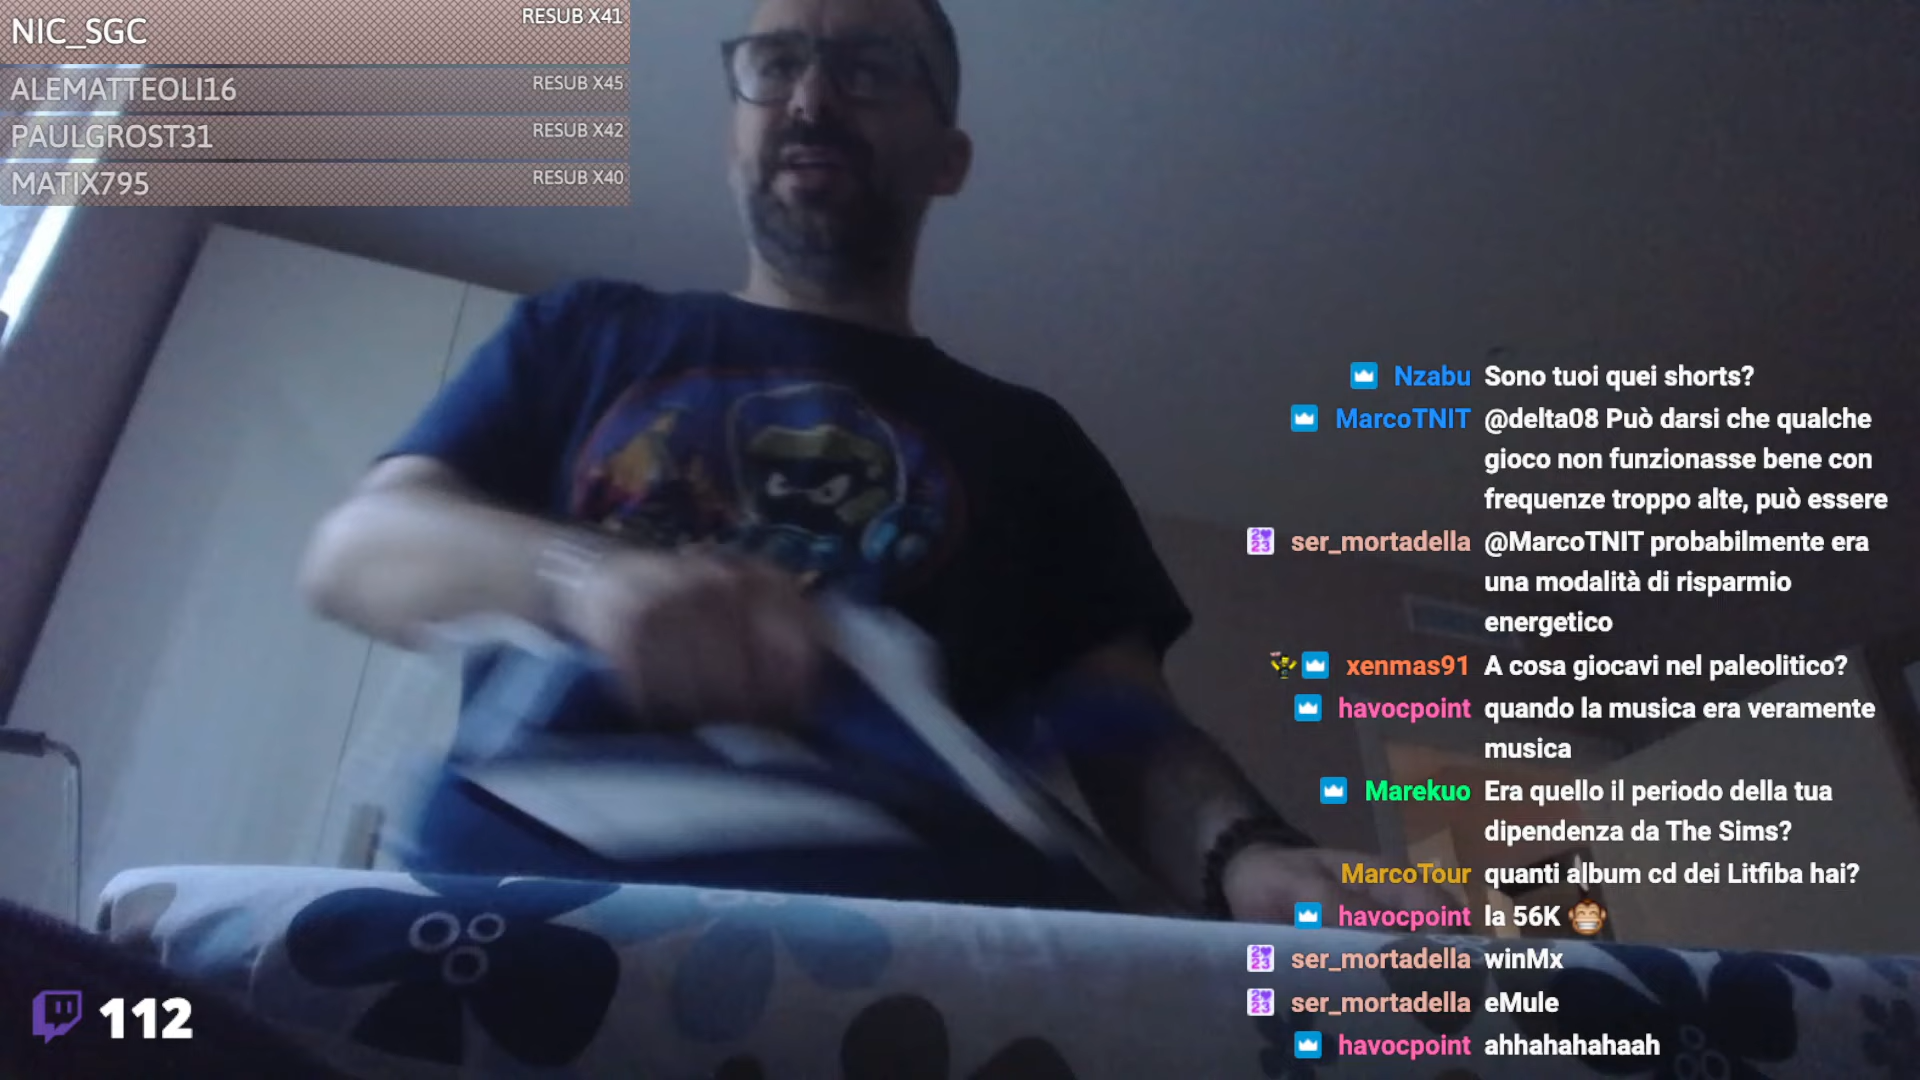 NIC_SGC RESUB X41
ALEMATTEOLI16 RESUB X45
PAULGROST31 RESUB X42
MATIX795 RESUB X40
Nzabu Sono tuoi quei shorts?
MarcoTNIT @delta08 Può darsi che qualche
gioco non funzionasse bene con
frequenze troppo alte, può essere
ser_mortadella @MarcoTNIT probabilmente era
una modalità di risparmio
energetico
xenmas91 A cosa giocavi nel paleolitico?
havocpoint quando la musica era veramente
musica
Marekuo Era quello il periodo della tua
dipendenza da The Sims?
MarcoTour quanti album cd dei Litfiba hai?
havocpoint la 56K
ser_mortadella winMx
ser_mortadella eMule
havocpoint ahhahahahaah
112